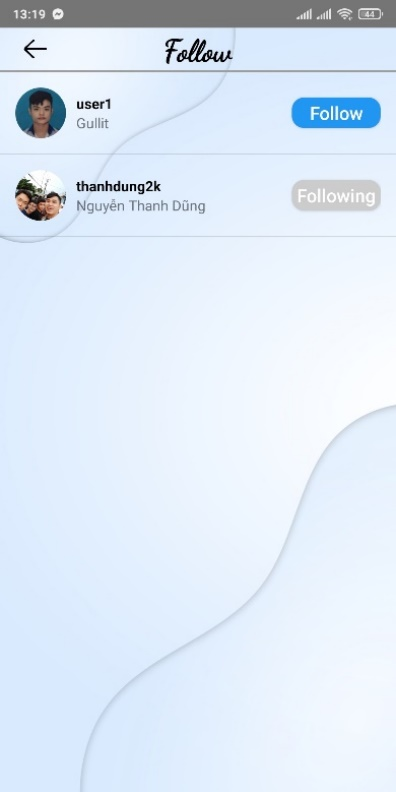 13:19
44
Follow
user1
Gullit
Follow
thanhdung2k
Nguyễn Thanh Dũng
Following